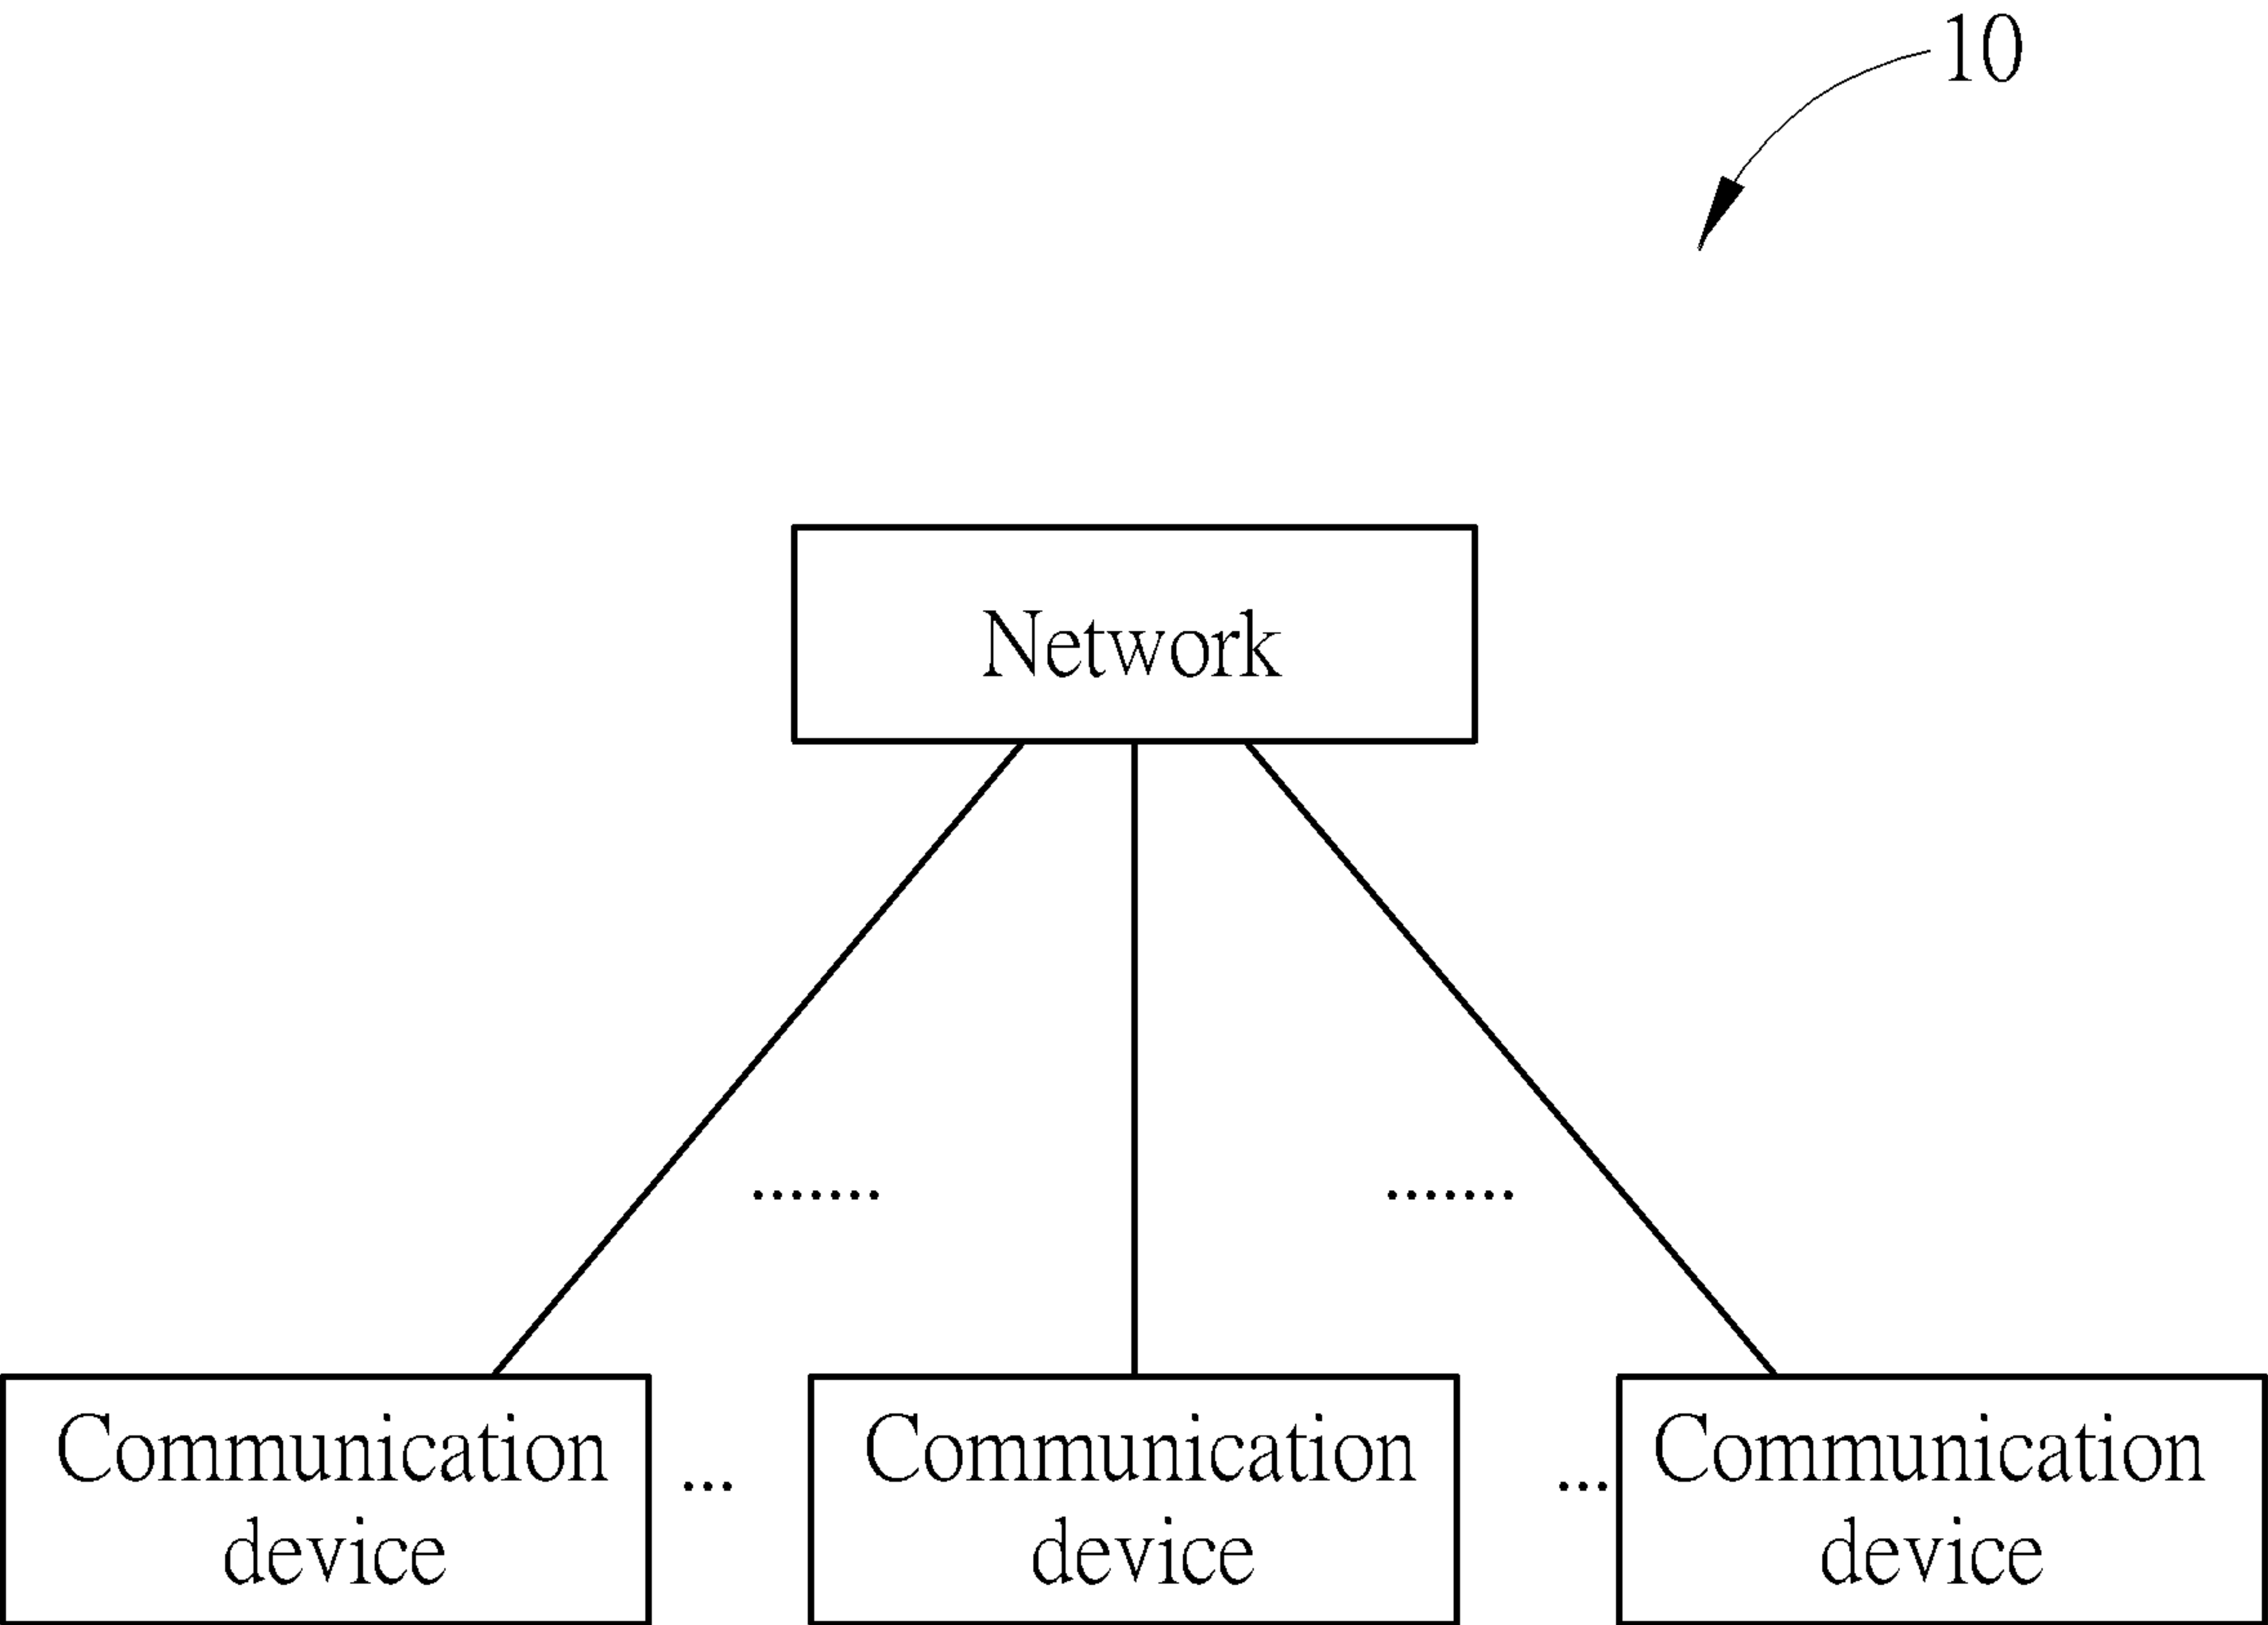 10
Network
.......
.......
Communication
device
...
Communication
device
...
Communication
device